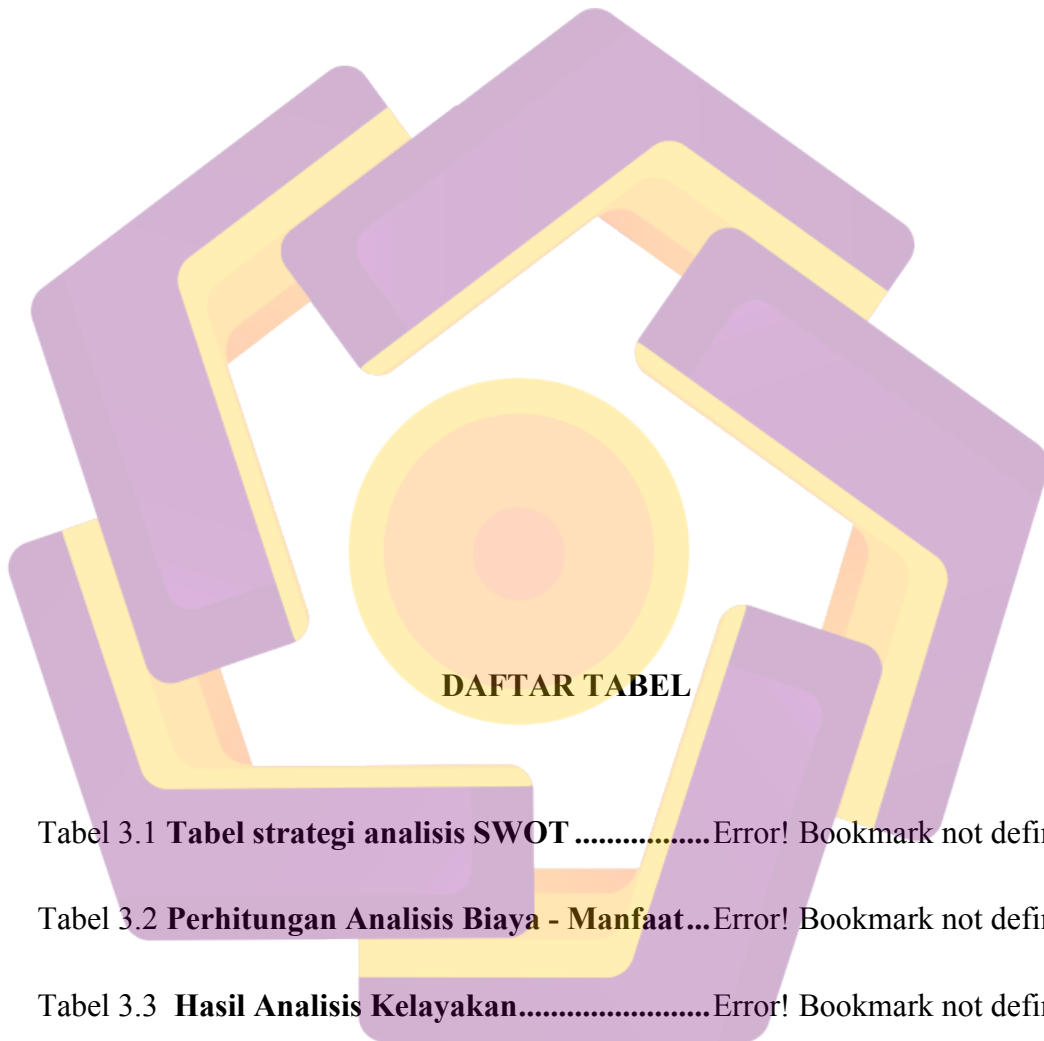 DAFTAR TABEL
Tabel 3.1 Tabel strategi analisis SWOT .................Error! Bookmark not defin
Tabel 3.2 Perhitungan Analisis Biaya - Manfaat...Error! Bookmark not defin
Tabel 3.3 Hasil Analisis Kelayakan........................Error! Bookmark not defin